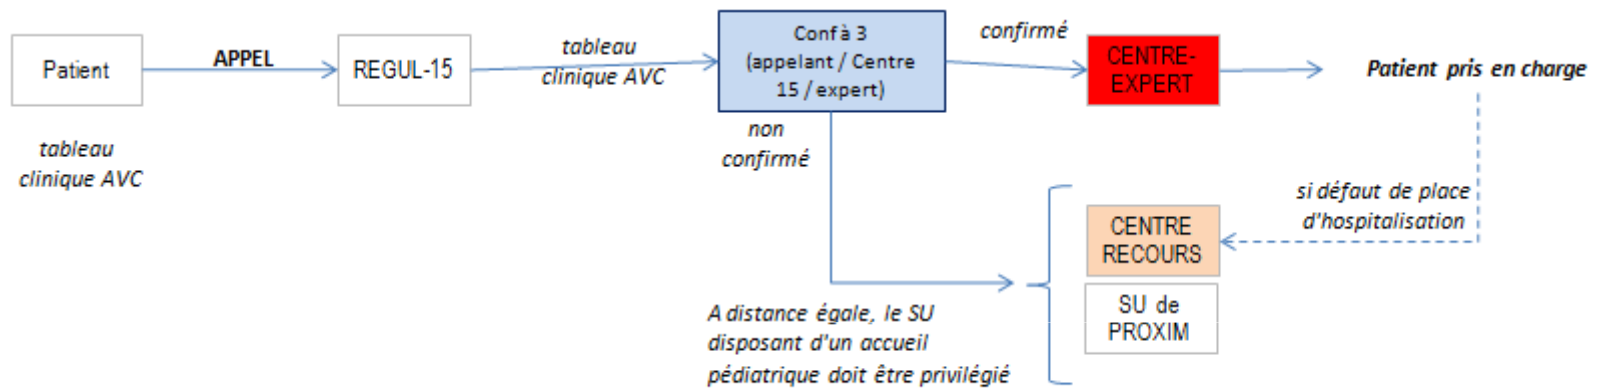 Patient
tableau
clinique AVC
APPEL
REGUL-15
tableau
clinique AVC
Conf à 3
(appelant / Centre
15 / expert)
confirmé
CENTRE-
EXPERT
Patient pris en charge
non
confirmé
si défaut de place
d'hospitalisation
CENTRE
RECOURS
SU de
PROXIM
A distance égale, le SU
disposant d'un accueil
pédiatrique doit être privilégié